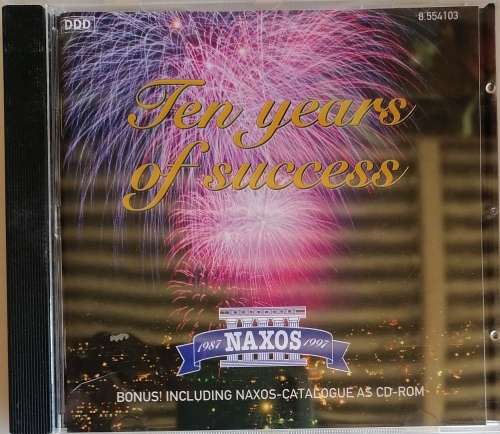 DDD
8.554103
Ten years
of success
1987 NAXOS 1997
BONUS! INCLUDING NAXOS-CATALOGUE AS CD-ROM